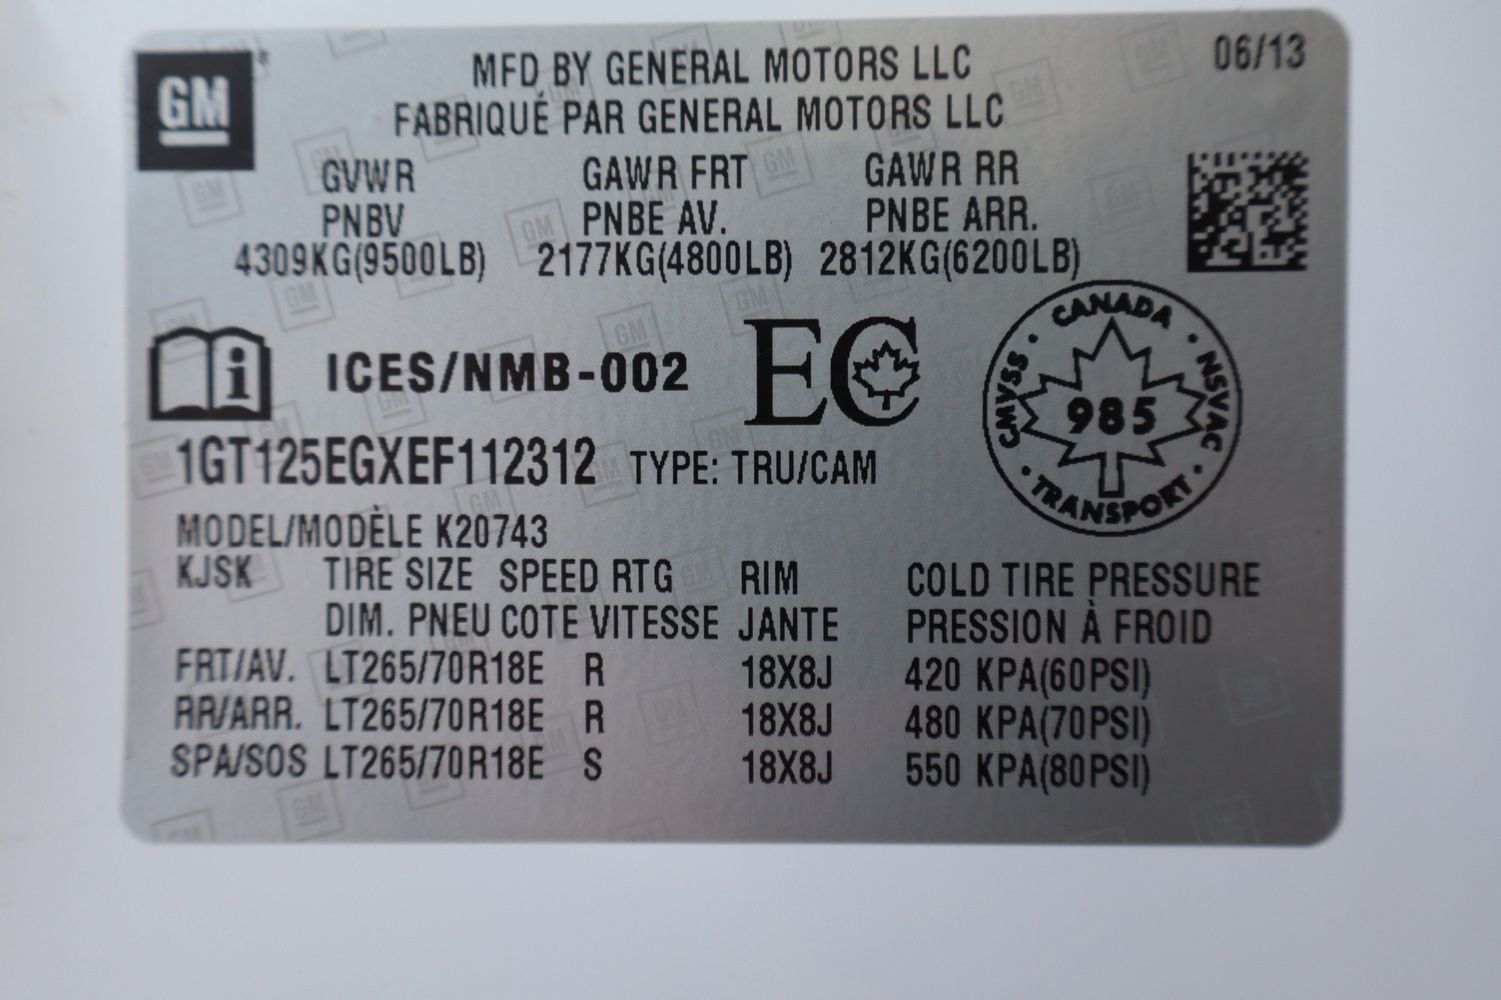 GM
MFD BY GENERAL MOTORS LLC
06/13
FABRIQUÉ PAR GENERAL MOTORS LLC
GVWR GAWR FRT GAWR RR
PNBV PNBE AV. PNBE ARR.
4309KG(9500LB) 2177KG(4800LB) 2812KG(6200LB)
i ICES/NMB-002 EC
CANADA
CMVSS 985 NSVAC
TRANSPORT
1GT125EGXEF112312 TYPE: TRU/CAM
MODEL/MODÈLE K20743
KJSK TIRE SIZE SPEED RTG RIM COLD TIRE PRESSURE
DIM. PNEU COTE VITESSE JANTE PRESSION À FROID
FRT/AV. LT265/70R18E R 18X8J 420 KPA(60PSI)
RR/ARR. LT265/70R18E R 18X8J 480 KPA(70PSI)
SPA/SOS LT265/70R18E S 18X8J 550 KPA(80PSI)